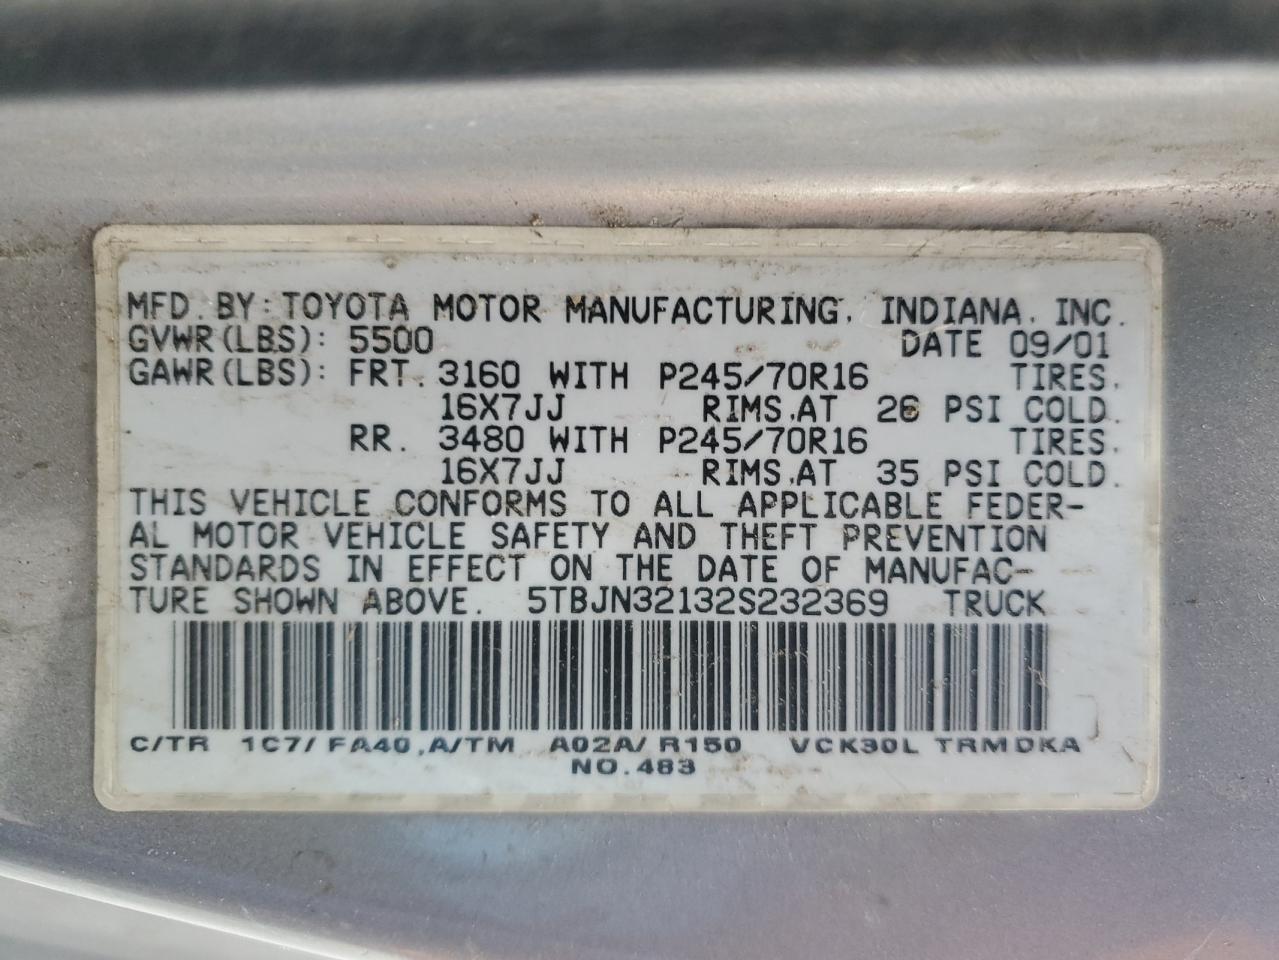 MFD. BY: TOYOTA MOTOR MANUFACTURING, INDIANA, INC.
GVWR(LBS): 5500 DATE 09/01
GAWR(LBS): FRT. 3160 WITH P245/70R16 TIRES,
16X7JJ RIMS,AT 26 PSI COLD.
RR. 3480 WITH P245/70R16 TIRES,
16X7JJ RIMS,AT 35 PSI COLD.
THIS VEHICLE CONFORMS TO ALL APPLICABLE FEDER-
AL MOTOR VEHICLE SAFETY AND THEFT PREVENTION
STANDARDS IN EFFECT ON THE DATE OF MANUFAC-
TURE SHOWN ABOVE. 5TBJN32132S232369 TRUCK
C/TR 1C7/FA40,A/TM A02A/R150 VCK30L TRMDKA
NO.483